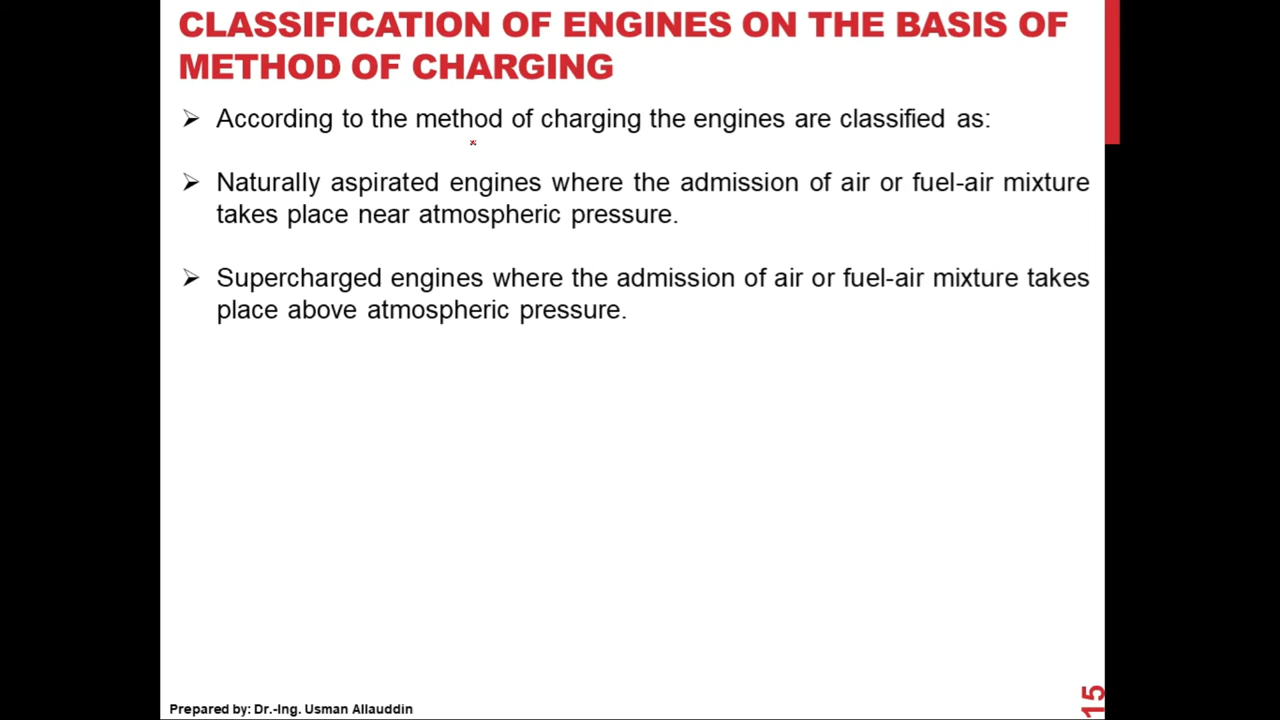 CLASSIFICATION OF ENGINES ON THE BASIS OF
METHOD OF CHARGING
➢ According to the method of charging the engines are classified as:
➢ Naturally aspirated engines where the admission of air or fuel-air mixture
takes place near atmospheric pressure.
➢ Supercharged engines where the admission of air or fuel-air mixture takes
place above atmospheric pressure.
Prepared by: Dr.-Ing. Usman Allauddin
15